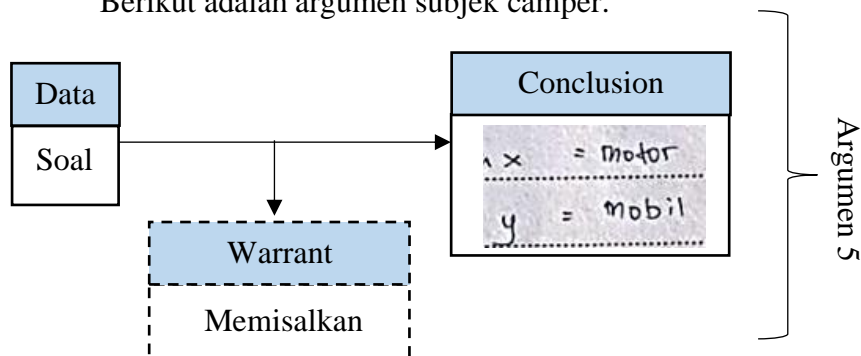 Berikut adalah argumen subjek camper.
Data
Soal
Conclusion
x = motor
y = mobil
Warrant
Memisalkan
Argumen 5